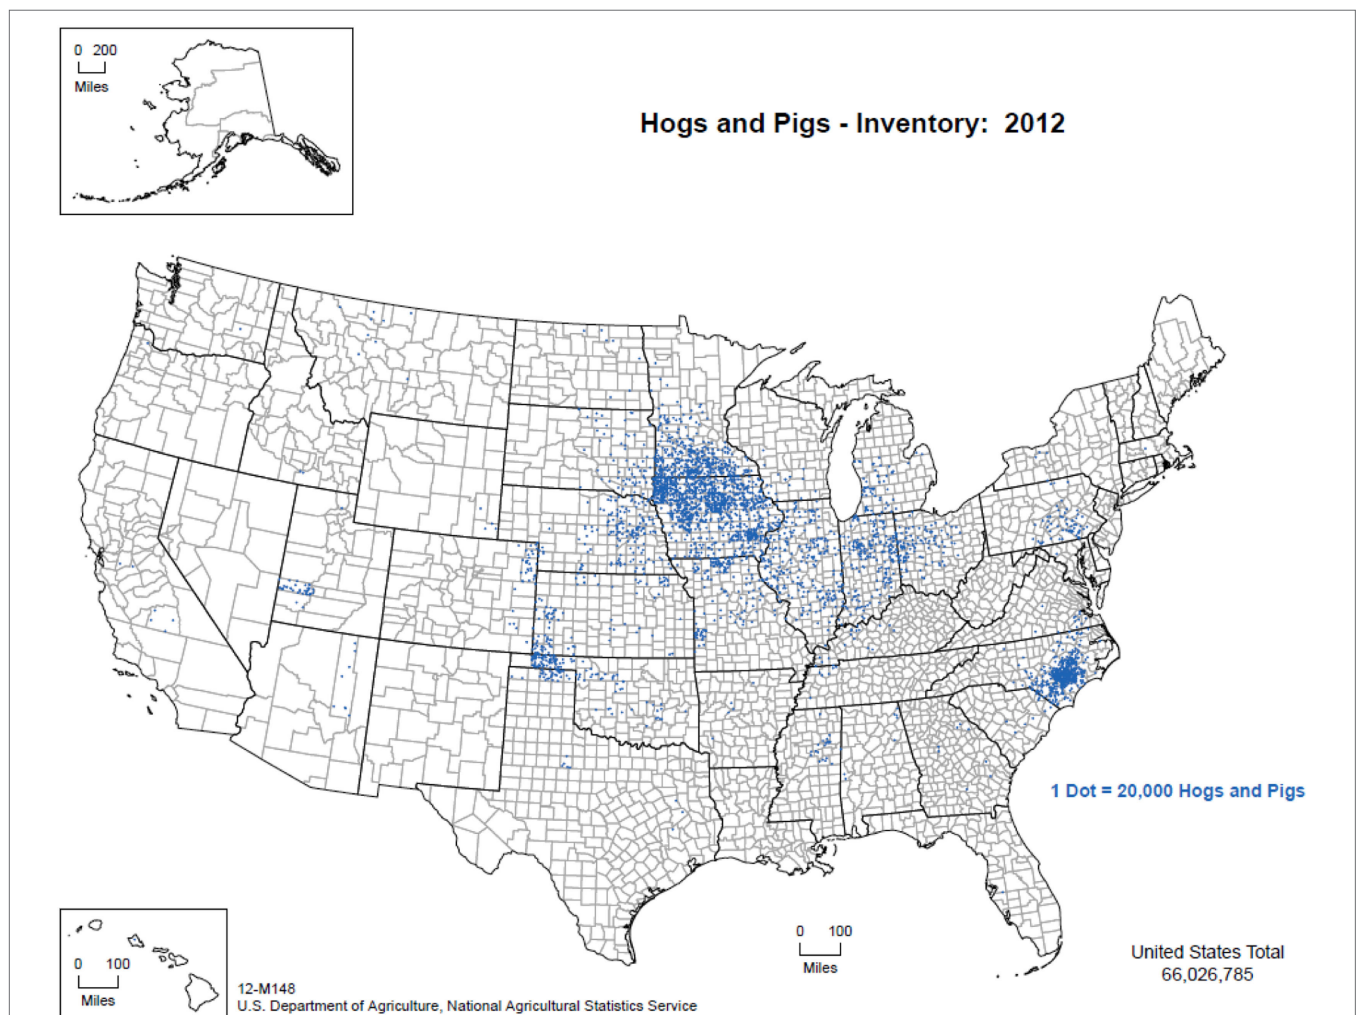 0 200
Miles
Hogs and Pigs - Inventory: 2012
1 Dot = 20,000 Hogs and Pigs
0 100
Miles
0 100
Miles
United States Total
66,026,785
12-M148
U.S. Department of Agriculture, National Agricultural Statistics Service